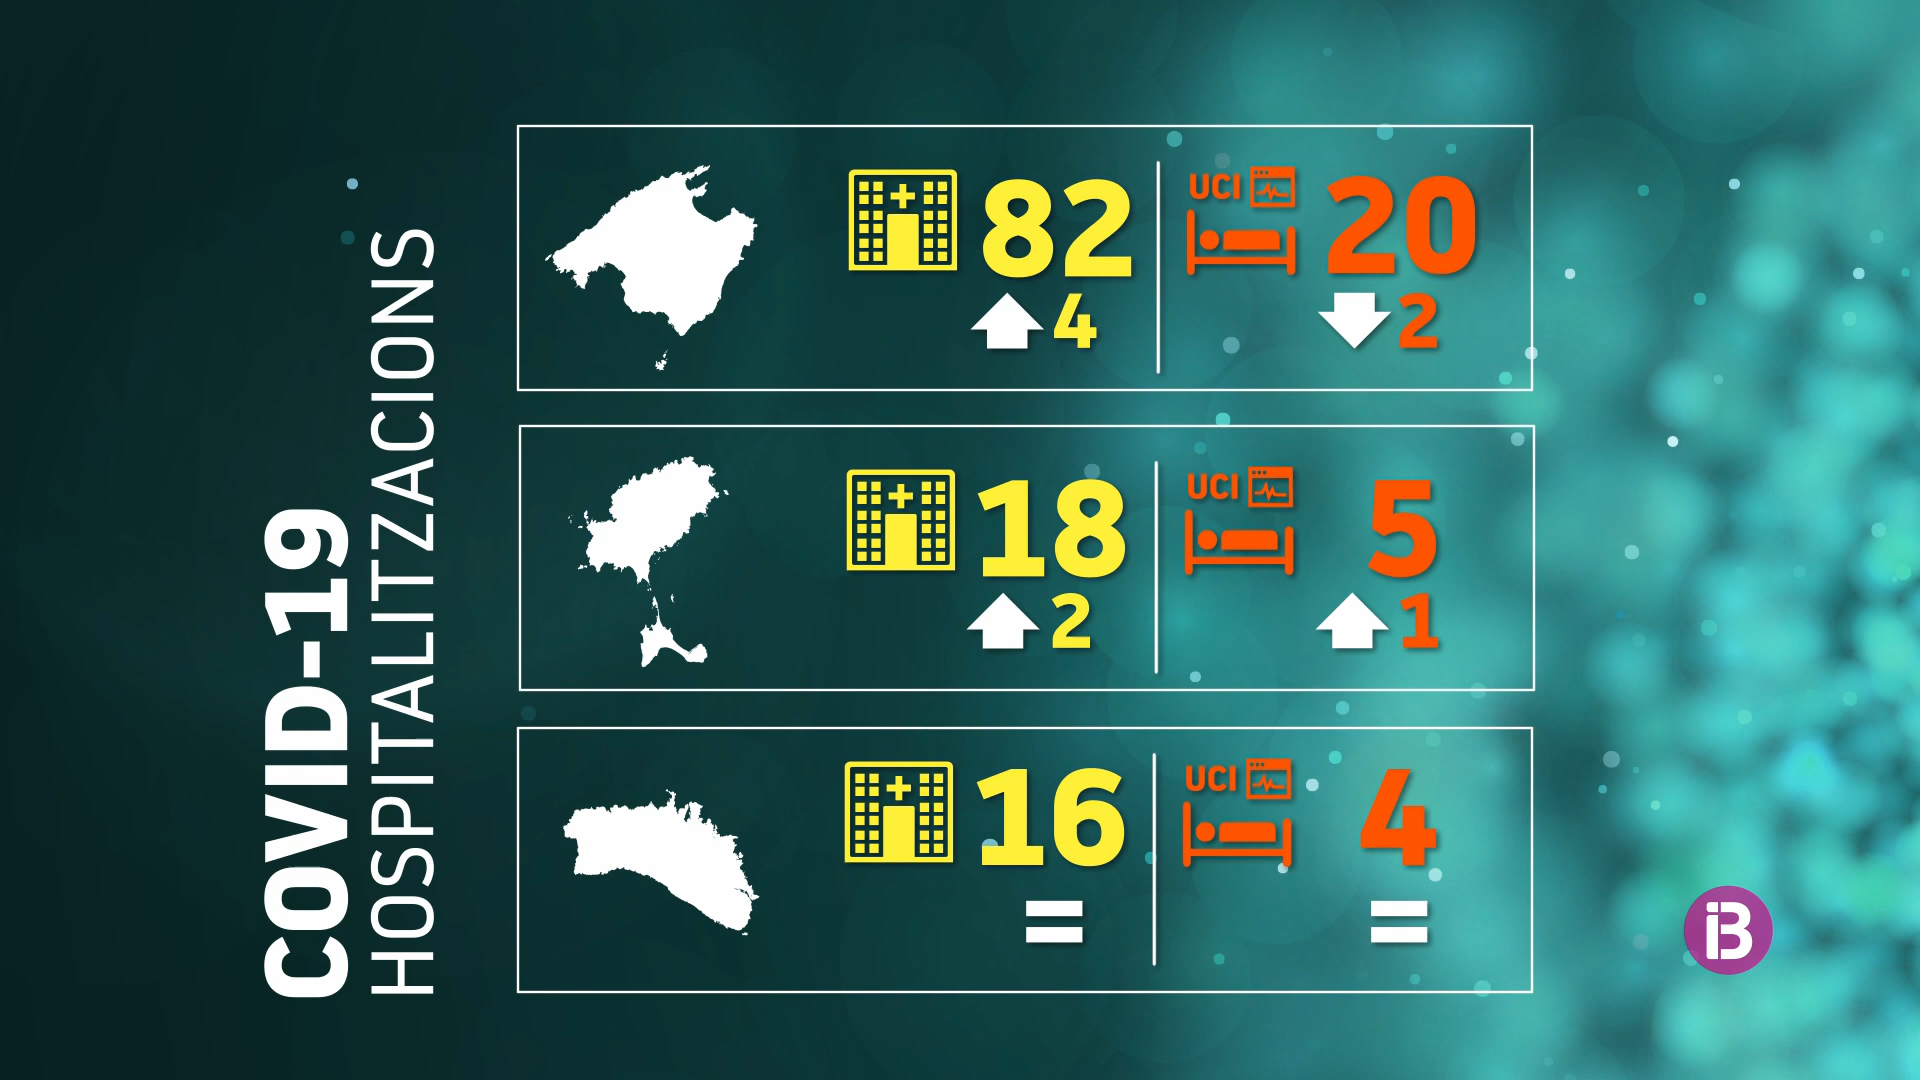 COVID-19
HOSPITALITZACIONS
82
4
UCI
20
2
18
2
UCI
5
1
16
=
UCI
4
=
iB